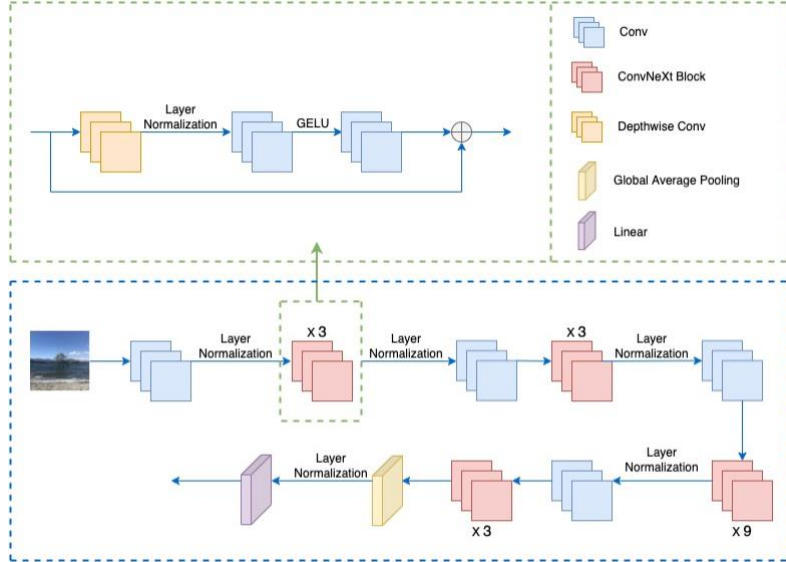 Conv
ConvNeXt Block
Depthwise Conv
Global Average Pooling
Linear
Layer
Normalization
GELU
Layer
Normalization
X 3
Layer
Normalization
X 3
Layer
Normalization
Layer
Normalization
X 3
Layer
Normalization
X 9